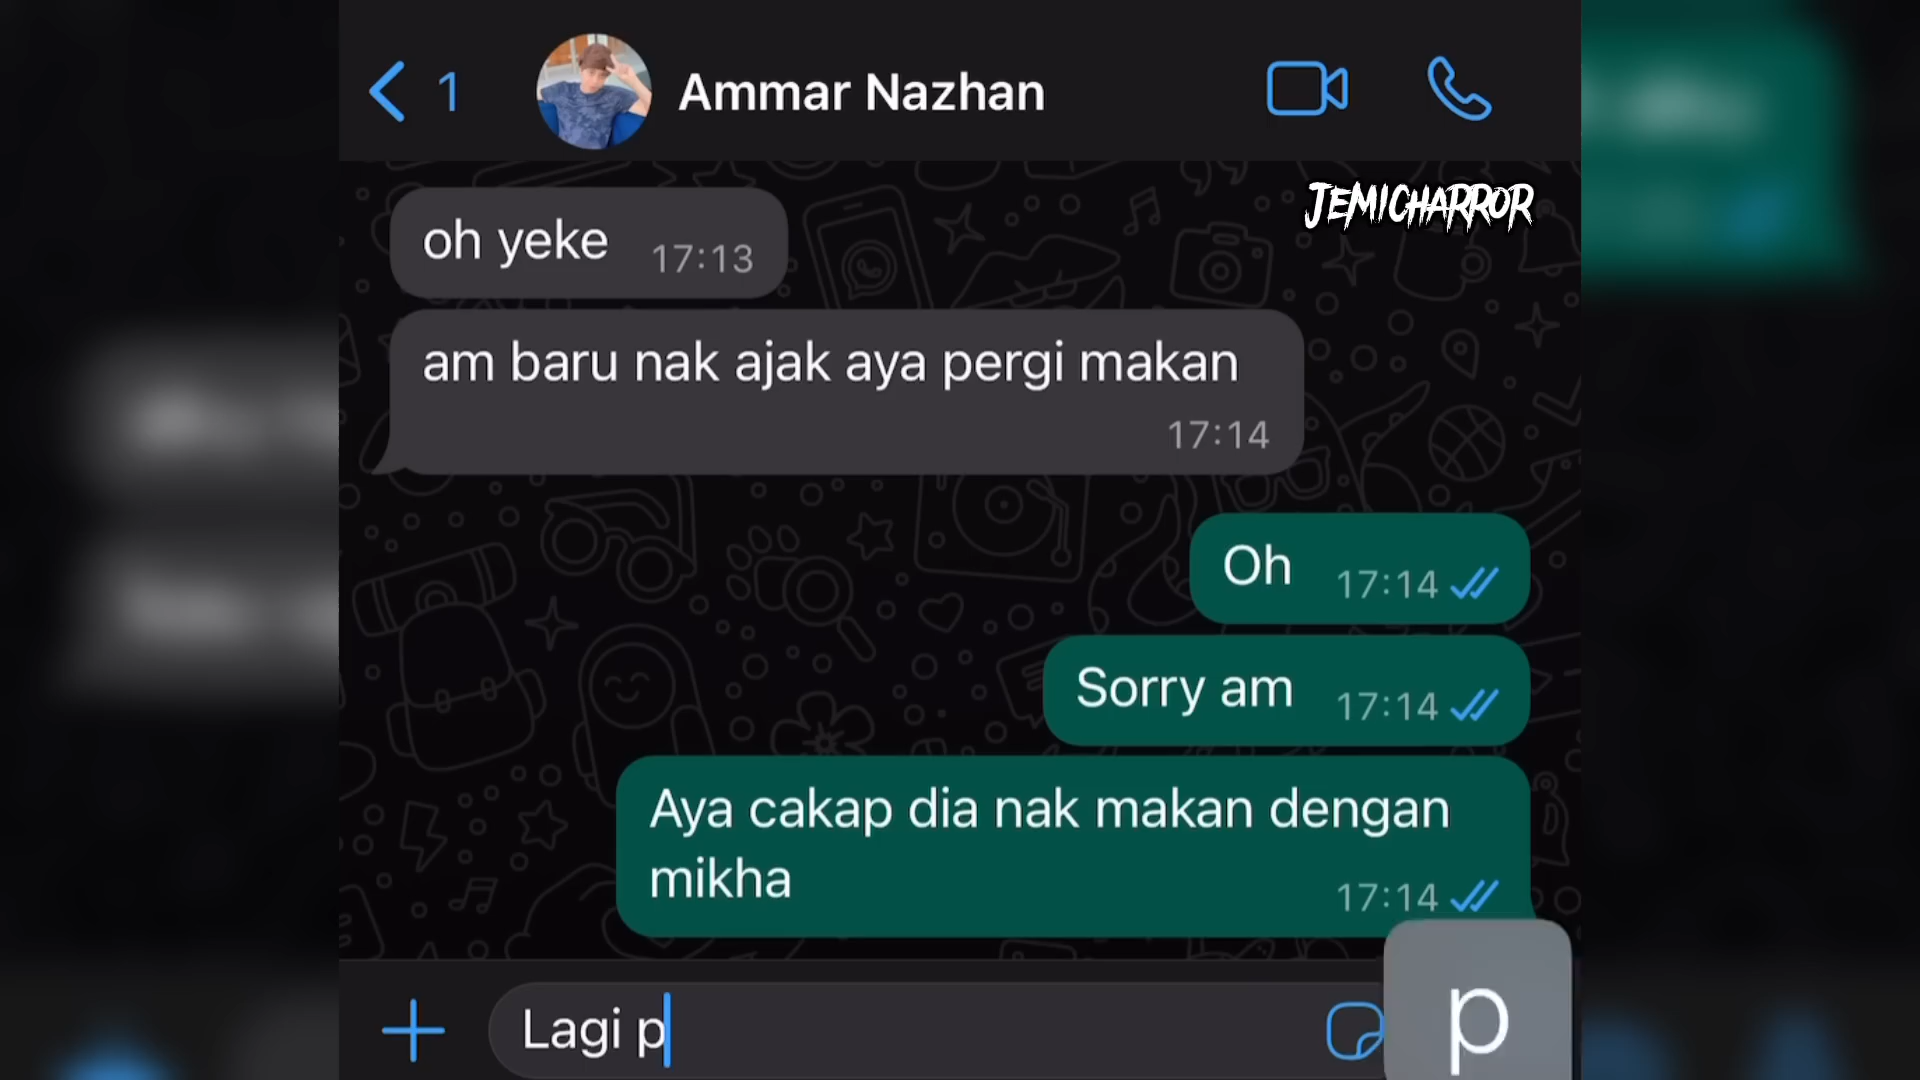 1
Ammar Nazhan
JEMICHARROR
oh yeke 17:13
am baru nak ajak aya pergi makan
17:14
Oh 17:14
Sorry am 17:14
Aya cakap dia nak makan dengan
mikha
17:14
Lagi p
p